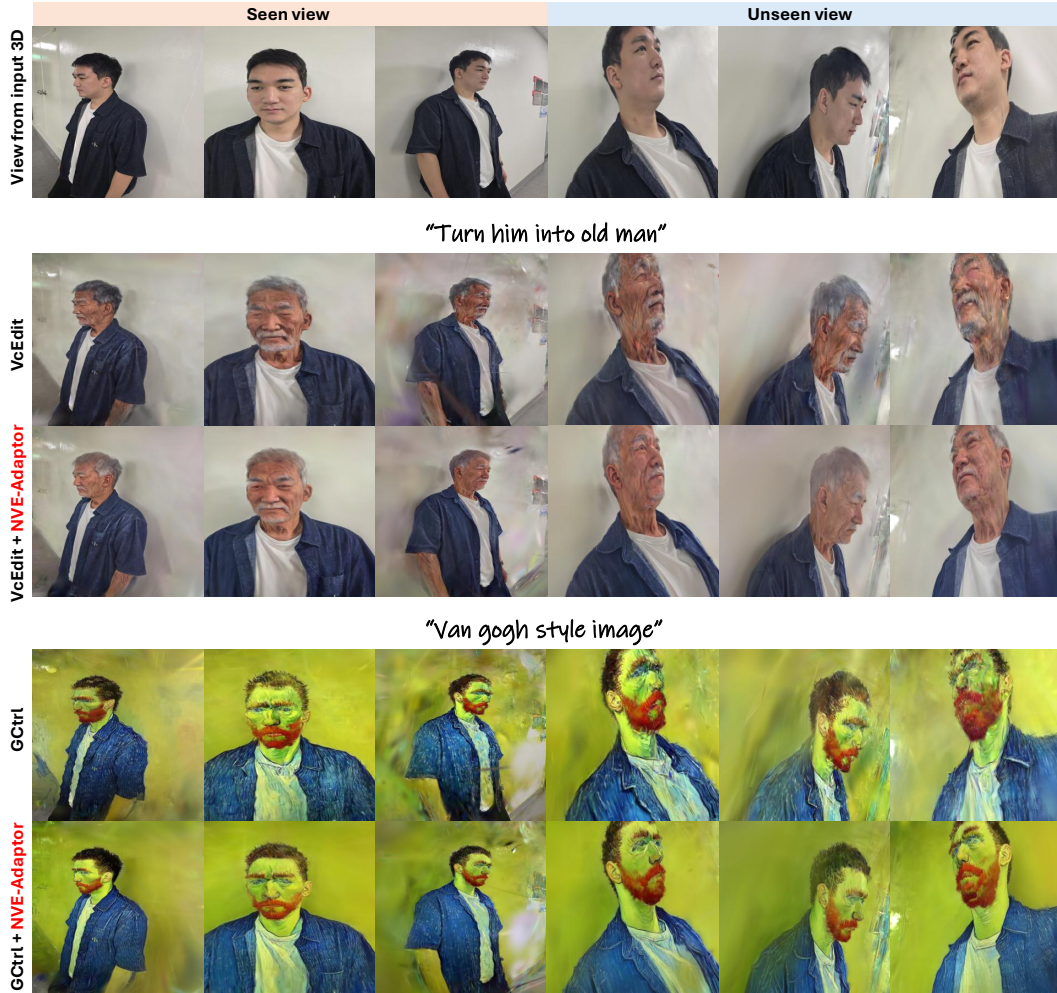 Seen view
Unseen view
View from input 3D
“Turn him into old man”
VcEdit
VcEdit + NVE-Adaptor
“Van gogh style image”
GCtrl
GCtrl + NVE-Adaptor